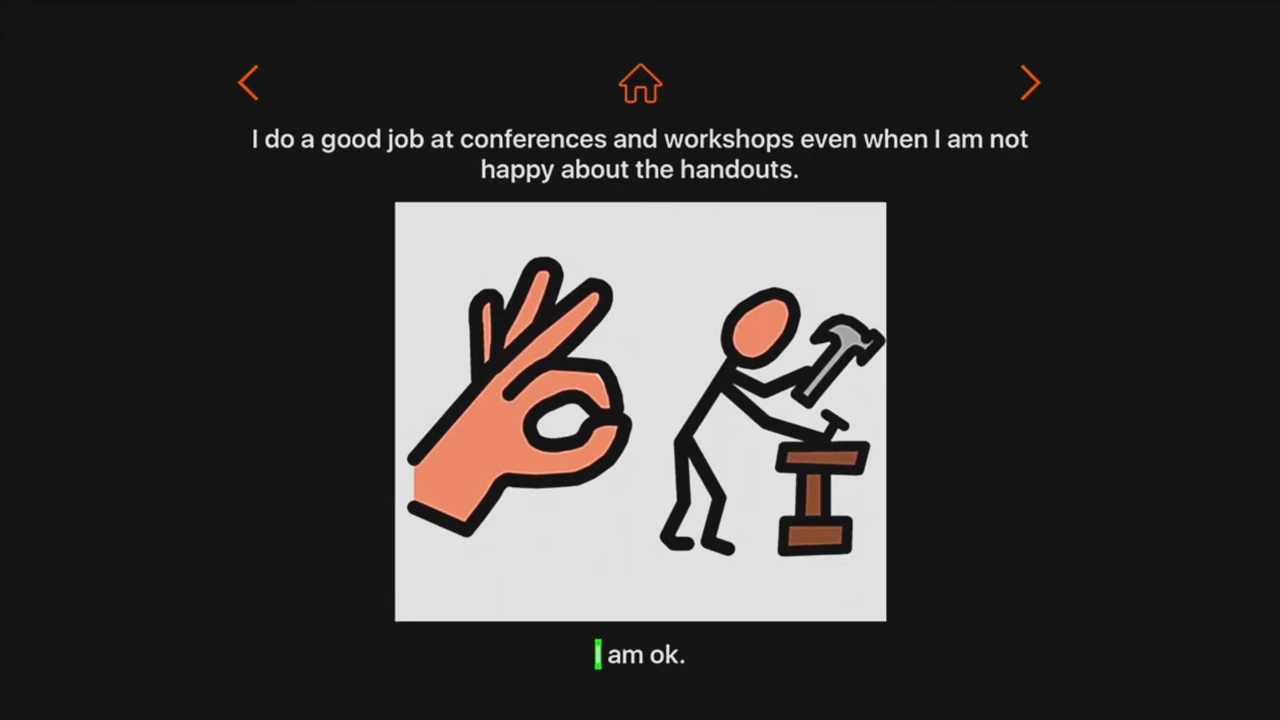 I do a good job at conferences and workshops even when I am not
happy about the handouts.
I am ok.